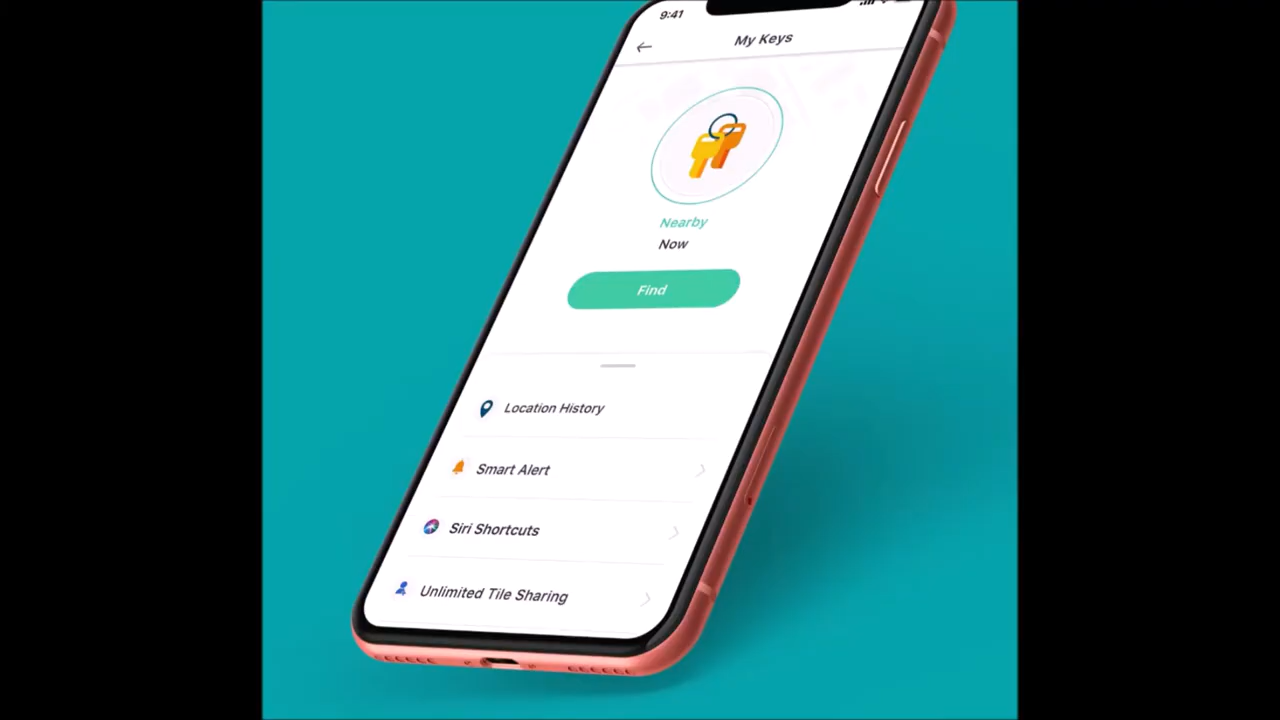 9:41
My Keys
Nearby
Now
Find
Location History
Smart Alert
Siri Shortcuts
Unlimited Tile Sharing